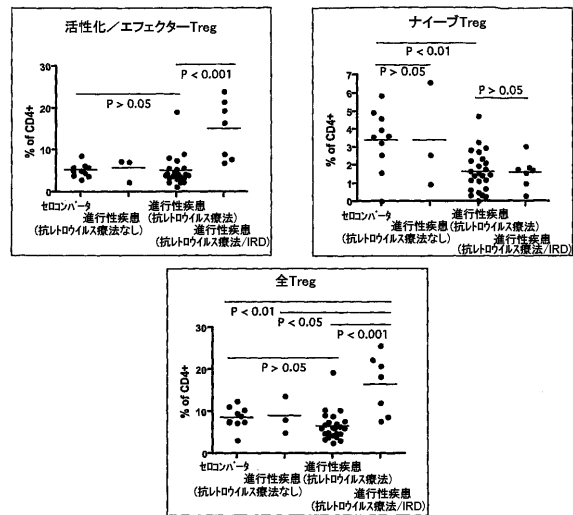 活性化／エフェクターTreg
P < 0.001
P > 0.05
% of CD4+
30
20
10
0
セロコンバータ
進行性疾患
(抗レトロウイルス療法なし)
進行性疾患
(抗レトロウイルス療法)
進行性疾患
(抗レトロウイルス療法/IRD)
ナイーブTreg
P < 0.01
P > 0.05
P > 0.05
% of CD4+
7
6
5
4
3
2
1
0
セロコンバータ
進行性疾患
(抗レトロウイルス療法なし)
進行性疾患
(抗レトロウイルス療法)
進行性疾患
(抗レトロウイルス療法/IRD)
全Treg
P < 0.01
P < 0.05
P < 0.001
P > 0.05
% of CD4+
30
20
10
0
セロコンバータ
進行性疾患
(抗レトロウイルス療法なし)
進行性疾患
(抗レトロウイルス療法)
進行性疾患
(抗レトロウイルス療法/IRD)